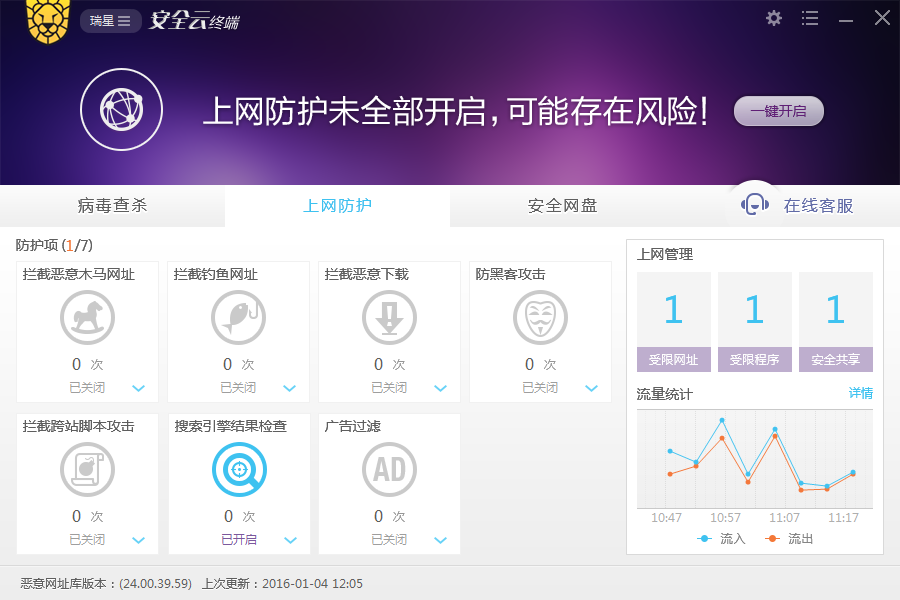 瑞星
安全云终端
上网防护未全部开启,可能存在风险!
一键开启
病毒查杀
上网防护
安全网盘
在线客服
防护项 (1/7)
拦截恶意木马网址
0 次
已关闭
拦截钓鱼网址
0 次
已关闭
拦截恶意下载
0 次
已关闭
防黑客攻击
0 次
已关闭
拦截跨站脚本攻击
0 次
已关闭
搜索引擎结果检查
0 次
已开启
广告过滤
AD
0 次
已关闭
上网管理
1
受限网址
1
受限程序
1
安全共享
流量统计
详情
10:47 10:57 11:07 11:17
流入 流出
恶意网址库版本:(24.00.39.59) 上次更新:2016-01-04 12:05